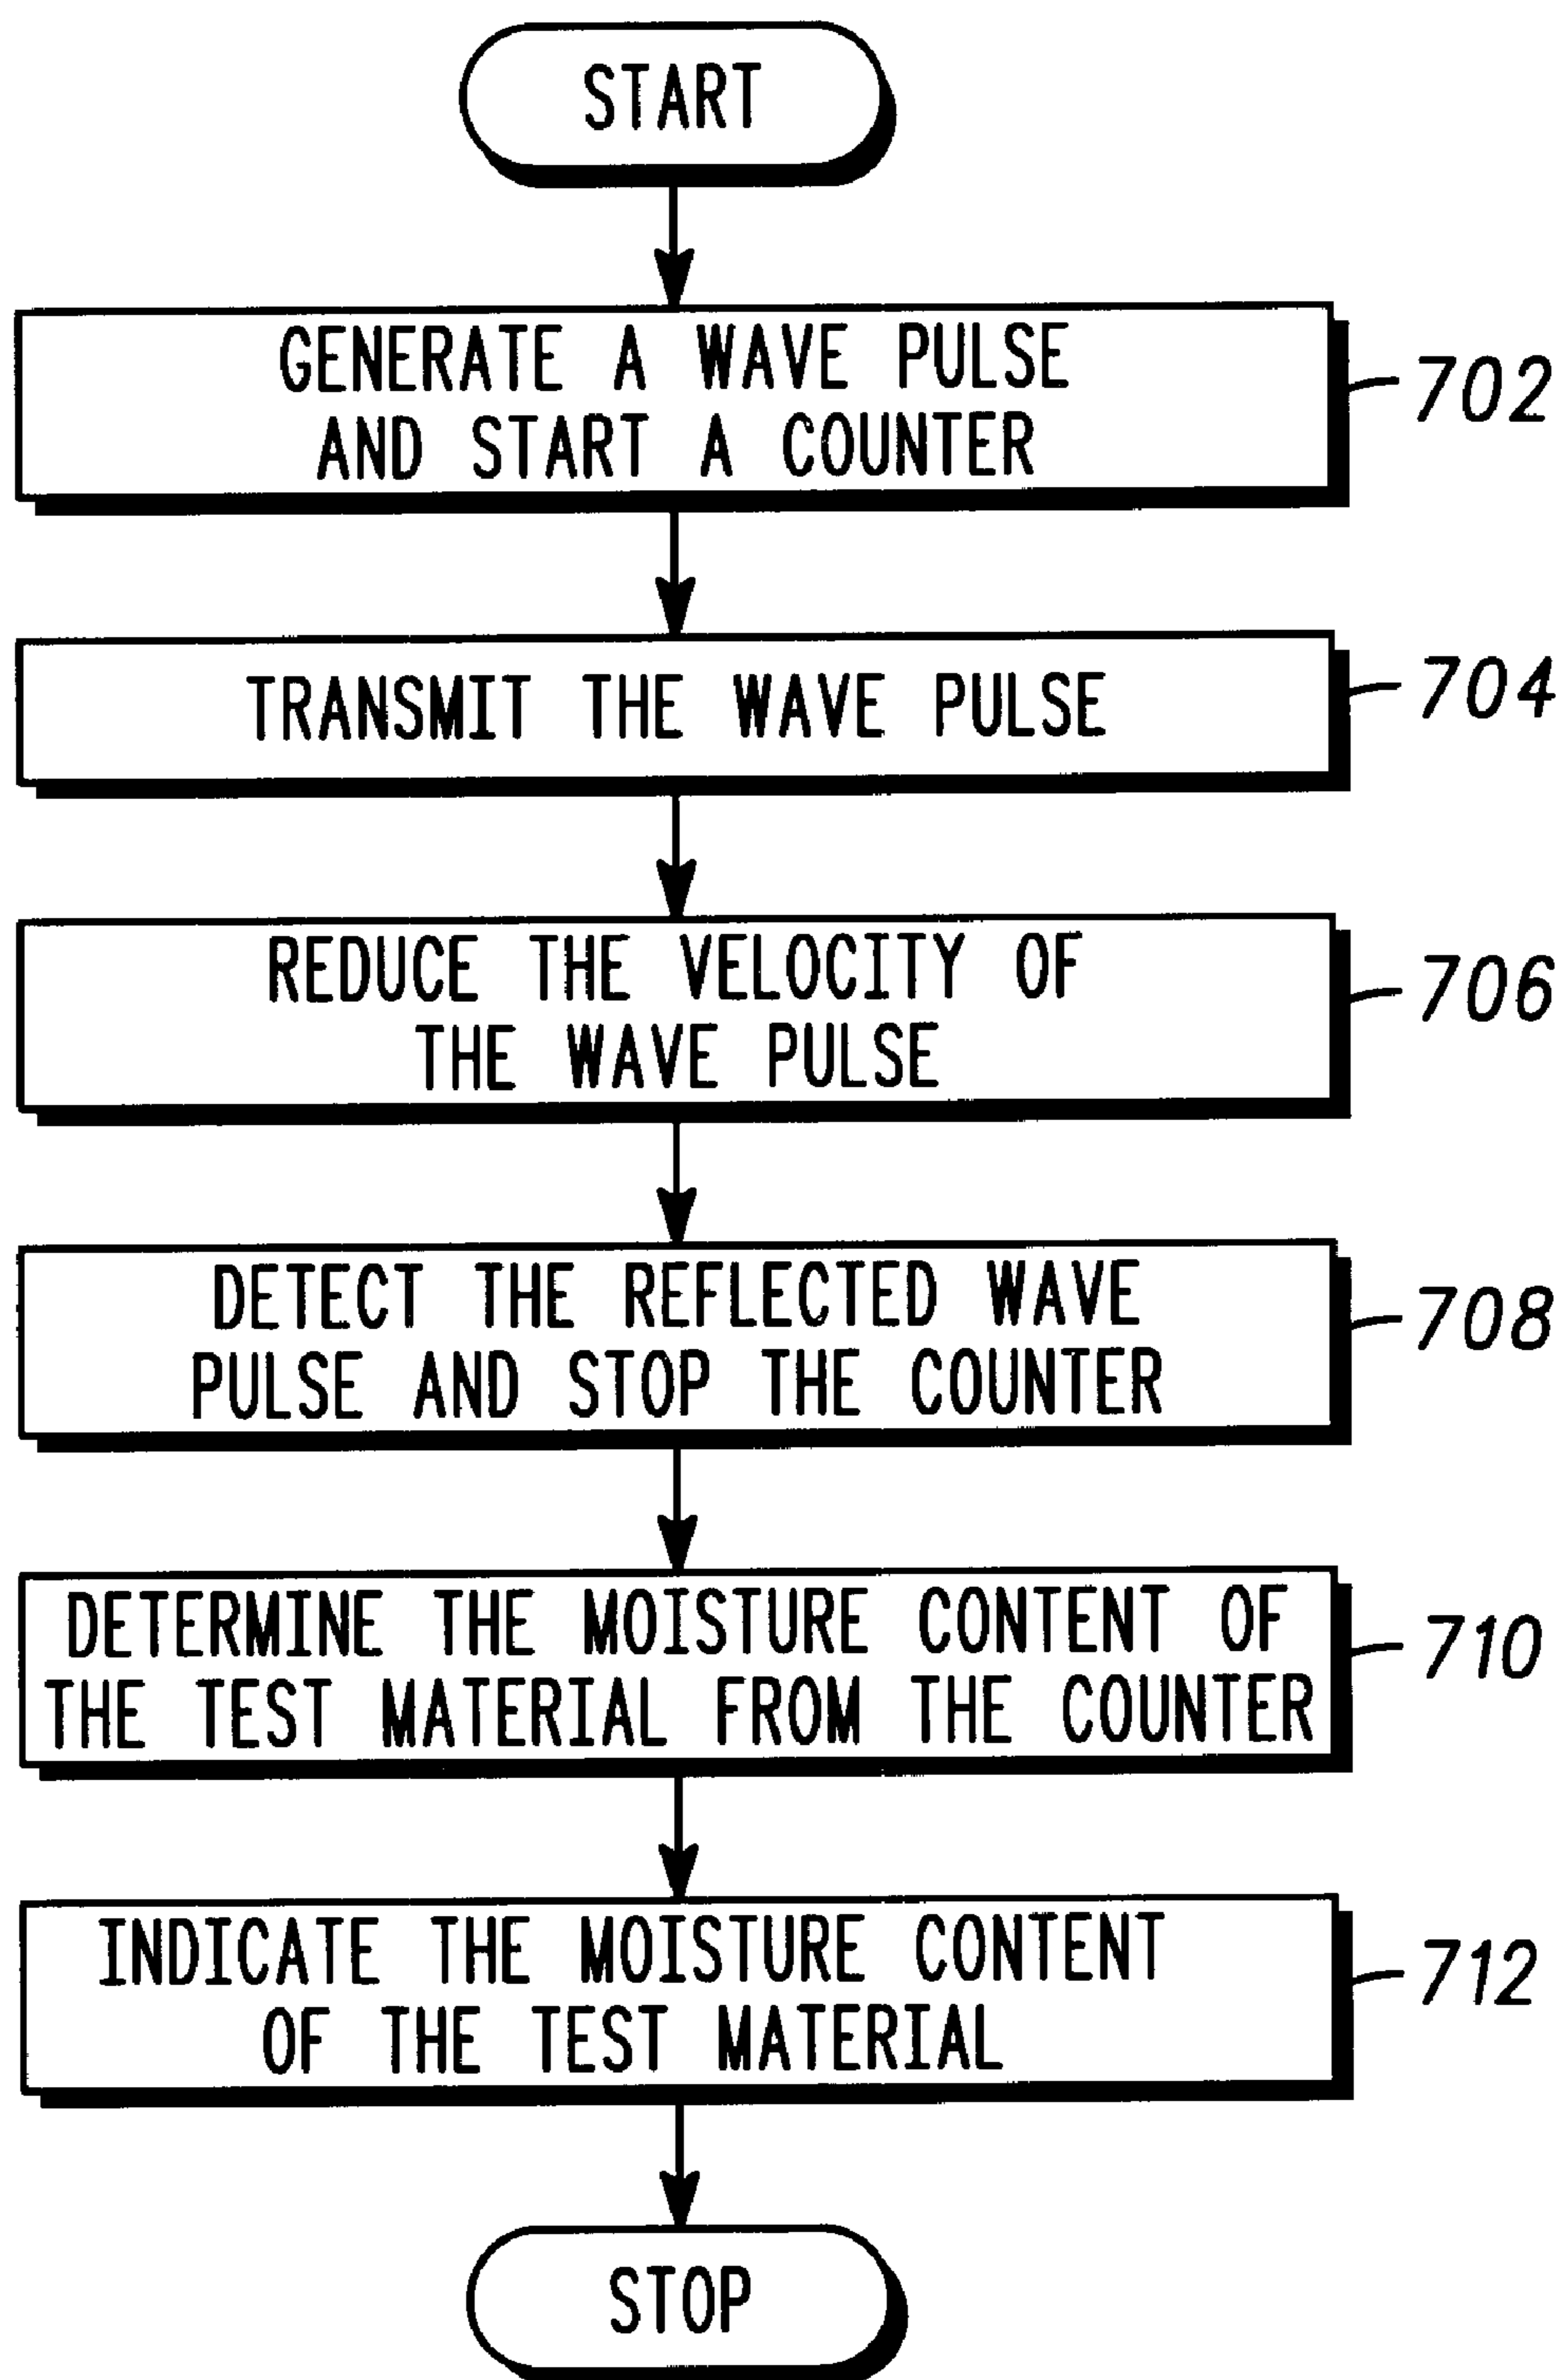 START
GENERATE A WAVE PULSE
AND START A COUNTER
702
TRANSMIT THE WAVE PULSE
704
REDUCE THE VELOCITY OF
THE WAVE PULSE
706
DETECT THE REFLECTED WAVE
PULSE AND STOP THE COUNTER
708
DETERMINE THE MOISTURE CONTENT OF
THE TEST MATERIAL FROM THE COUNTER
710
INDICATE THE MOISTURE CONTENT
OF THE TEST MATERIAL
712
STOP